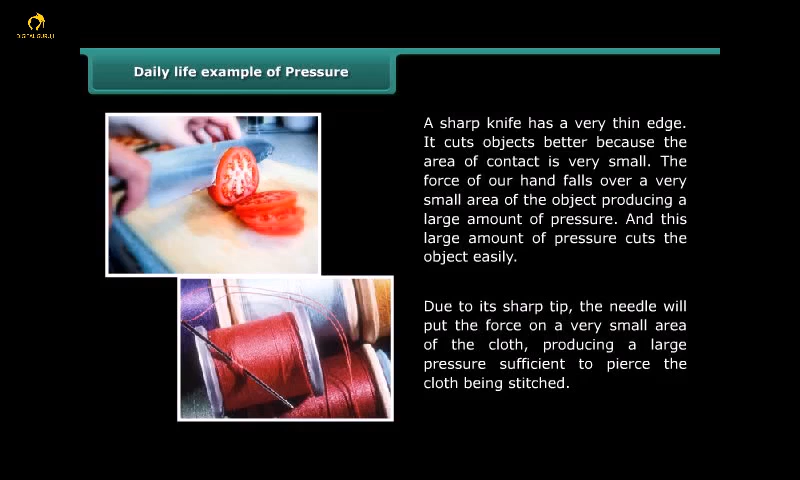 DIGITAL GURUJI
Daily life example of Pressure
A sharp knife has a very thin edge.
It cuts objects better because the
area of contact is very small. The
force of our hand falls over a very
small area of the object producing a
large amount of pressure. And this
large amount of pressure cuts the
object easily.
Due to its sharp tip, the needle will
put the force on a very small area
of the cloth, producing a large
pressure sufficient to pierce the
cloth being stitched.